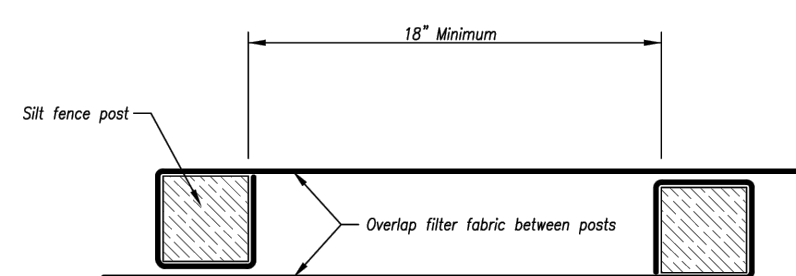 18” Minimum
Silt fence post
Overlap filter fabric between posts